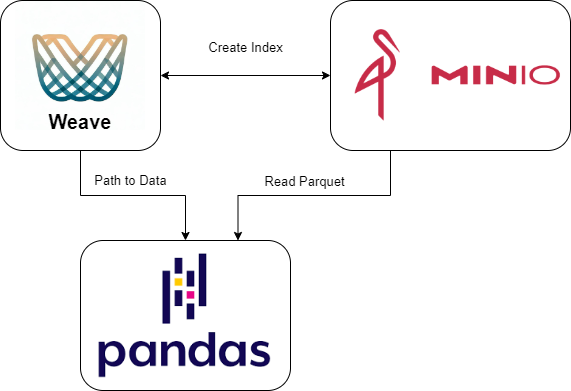 Create Index
Weave
MINIO
Path to Data
Read Parquet
pandas